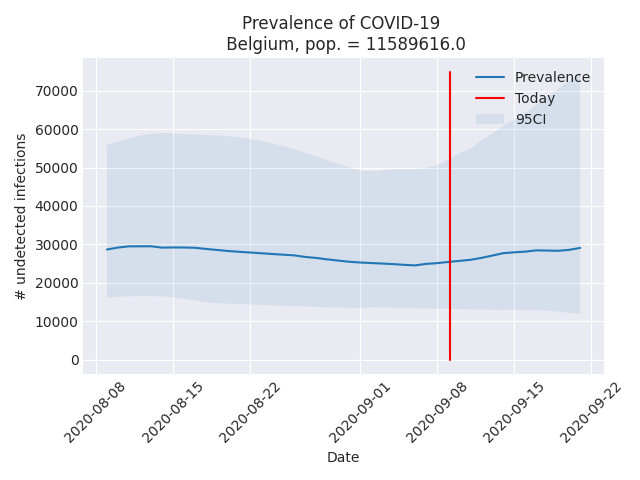 Prevalence of COVID-19
Belgium, pop. = 11589616.0
Prevalence
Today
95CI
# undetected infections
70000
60000
50000
40000
30000
20000
10000
0
2020-08-08
2020-08-15
2020-08-22
2020-09-01
2020-09-08
2020-09-15
2020-09-22
Date